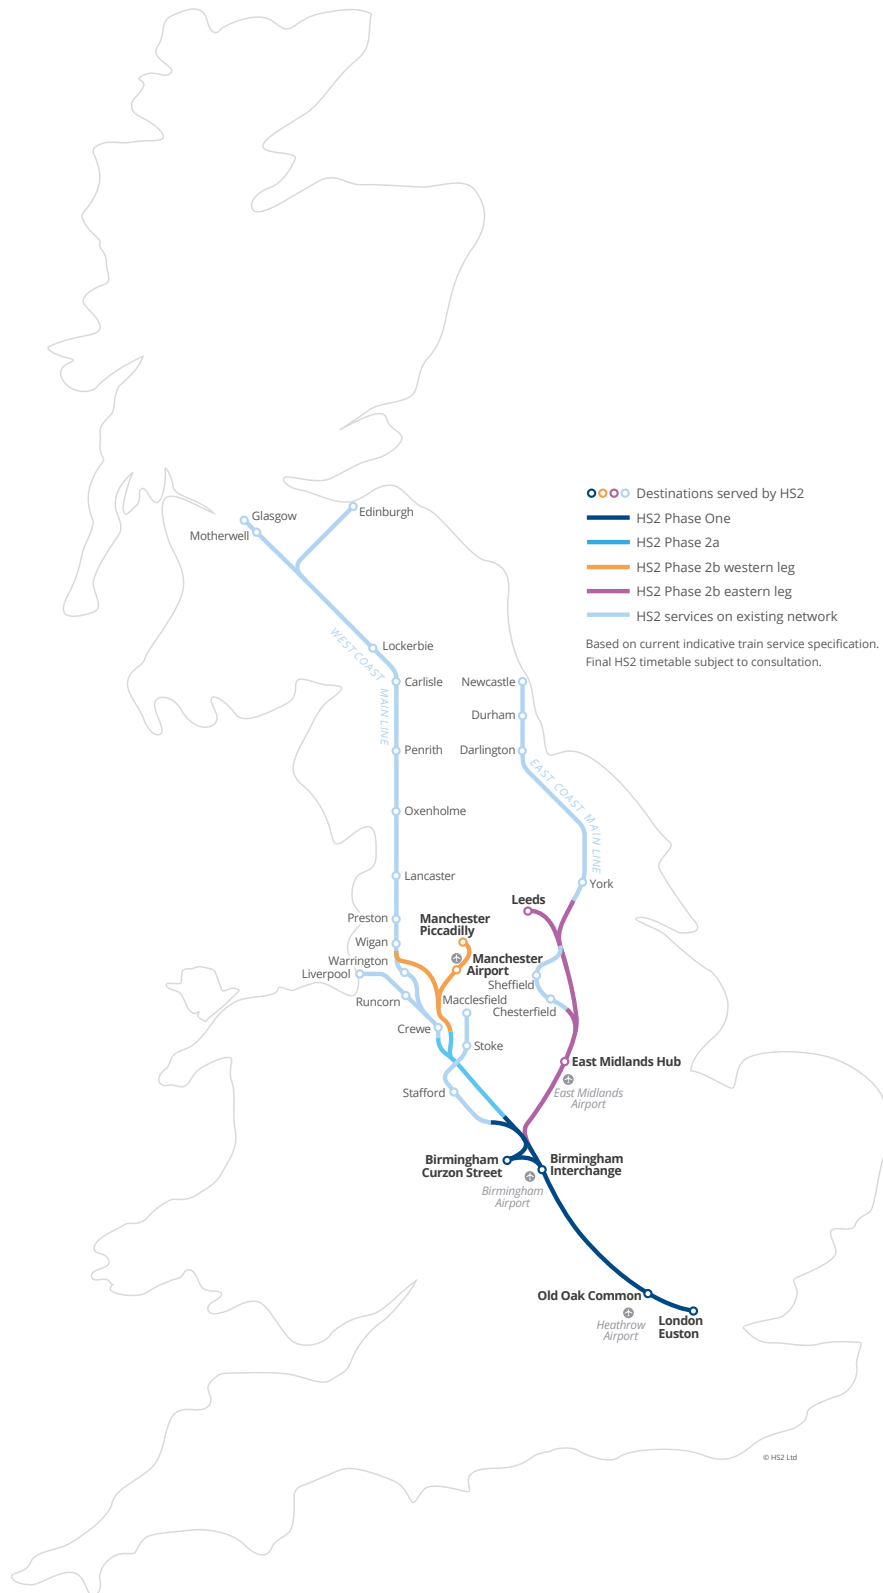 Destinations served by HS2
HS2 Phase One
HS2 Phase 2a
HS2 Phase 2b western leg
HS2 Phase 2b eastern leg
HS2 services on existing network
Based on current indicative train service specification.
Final HS2 timetable subject to consultation.
Glasgow
Edinburgh
Motherwell
WEST COAST MAIN LINE
Lockerbie
Carlisle
Newcastle
Durham
Penrith
Darlington
EAST COAST MAIN LINE
Oxenholme
Lancaster
York
Leeds
Preston
Manchester
Piccadilly
Wigan
Warrington
Manchester
Airport
Liverpool
Sheffield
Runcorn
Macclesfield
Chesterfield
Crewe
Stoke
East Midlands Hub
Stafford
East Midlands
Airport
Birmingham
Curzon Street
Birmingham
Interchange
Birmingham
Airport
Old Oak Common
Heathrow
Airport
London
Euston
© HS2 Ltd